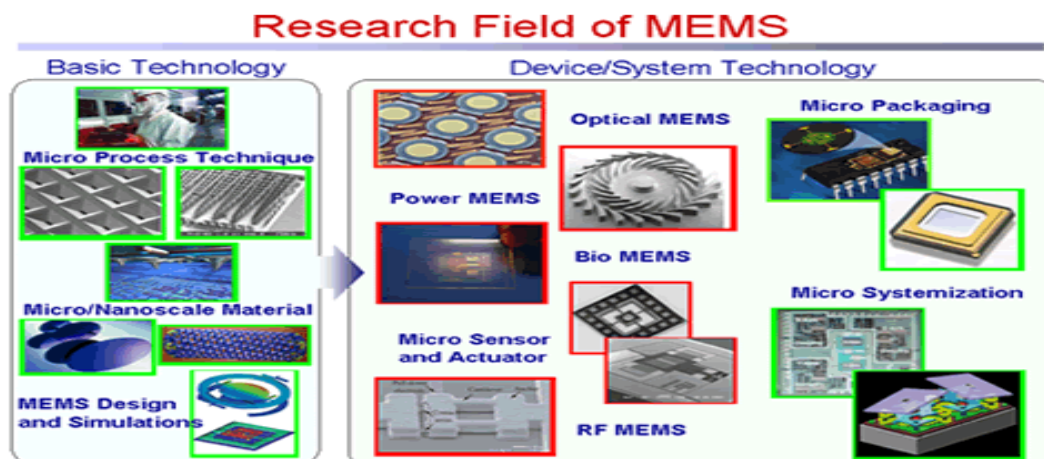 Research Field of MEMS
Basic Technology
Micro Process Technique
Micro/Nanoscale Material
MEMS Design
and Simulations
Device/System Technology
Optical MEMS
Power MEMS
Bio MEMS
Micro Sensor
and Actuator
RF MEMS
Micro Packaging
Micro Systemization